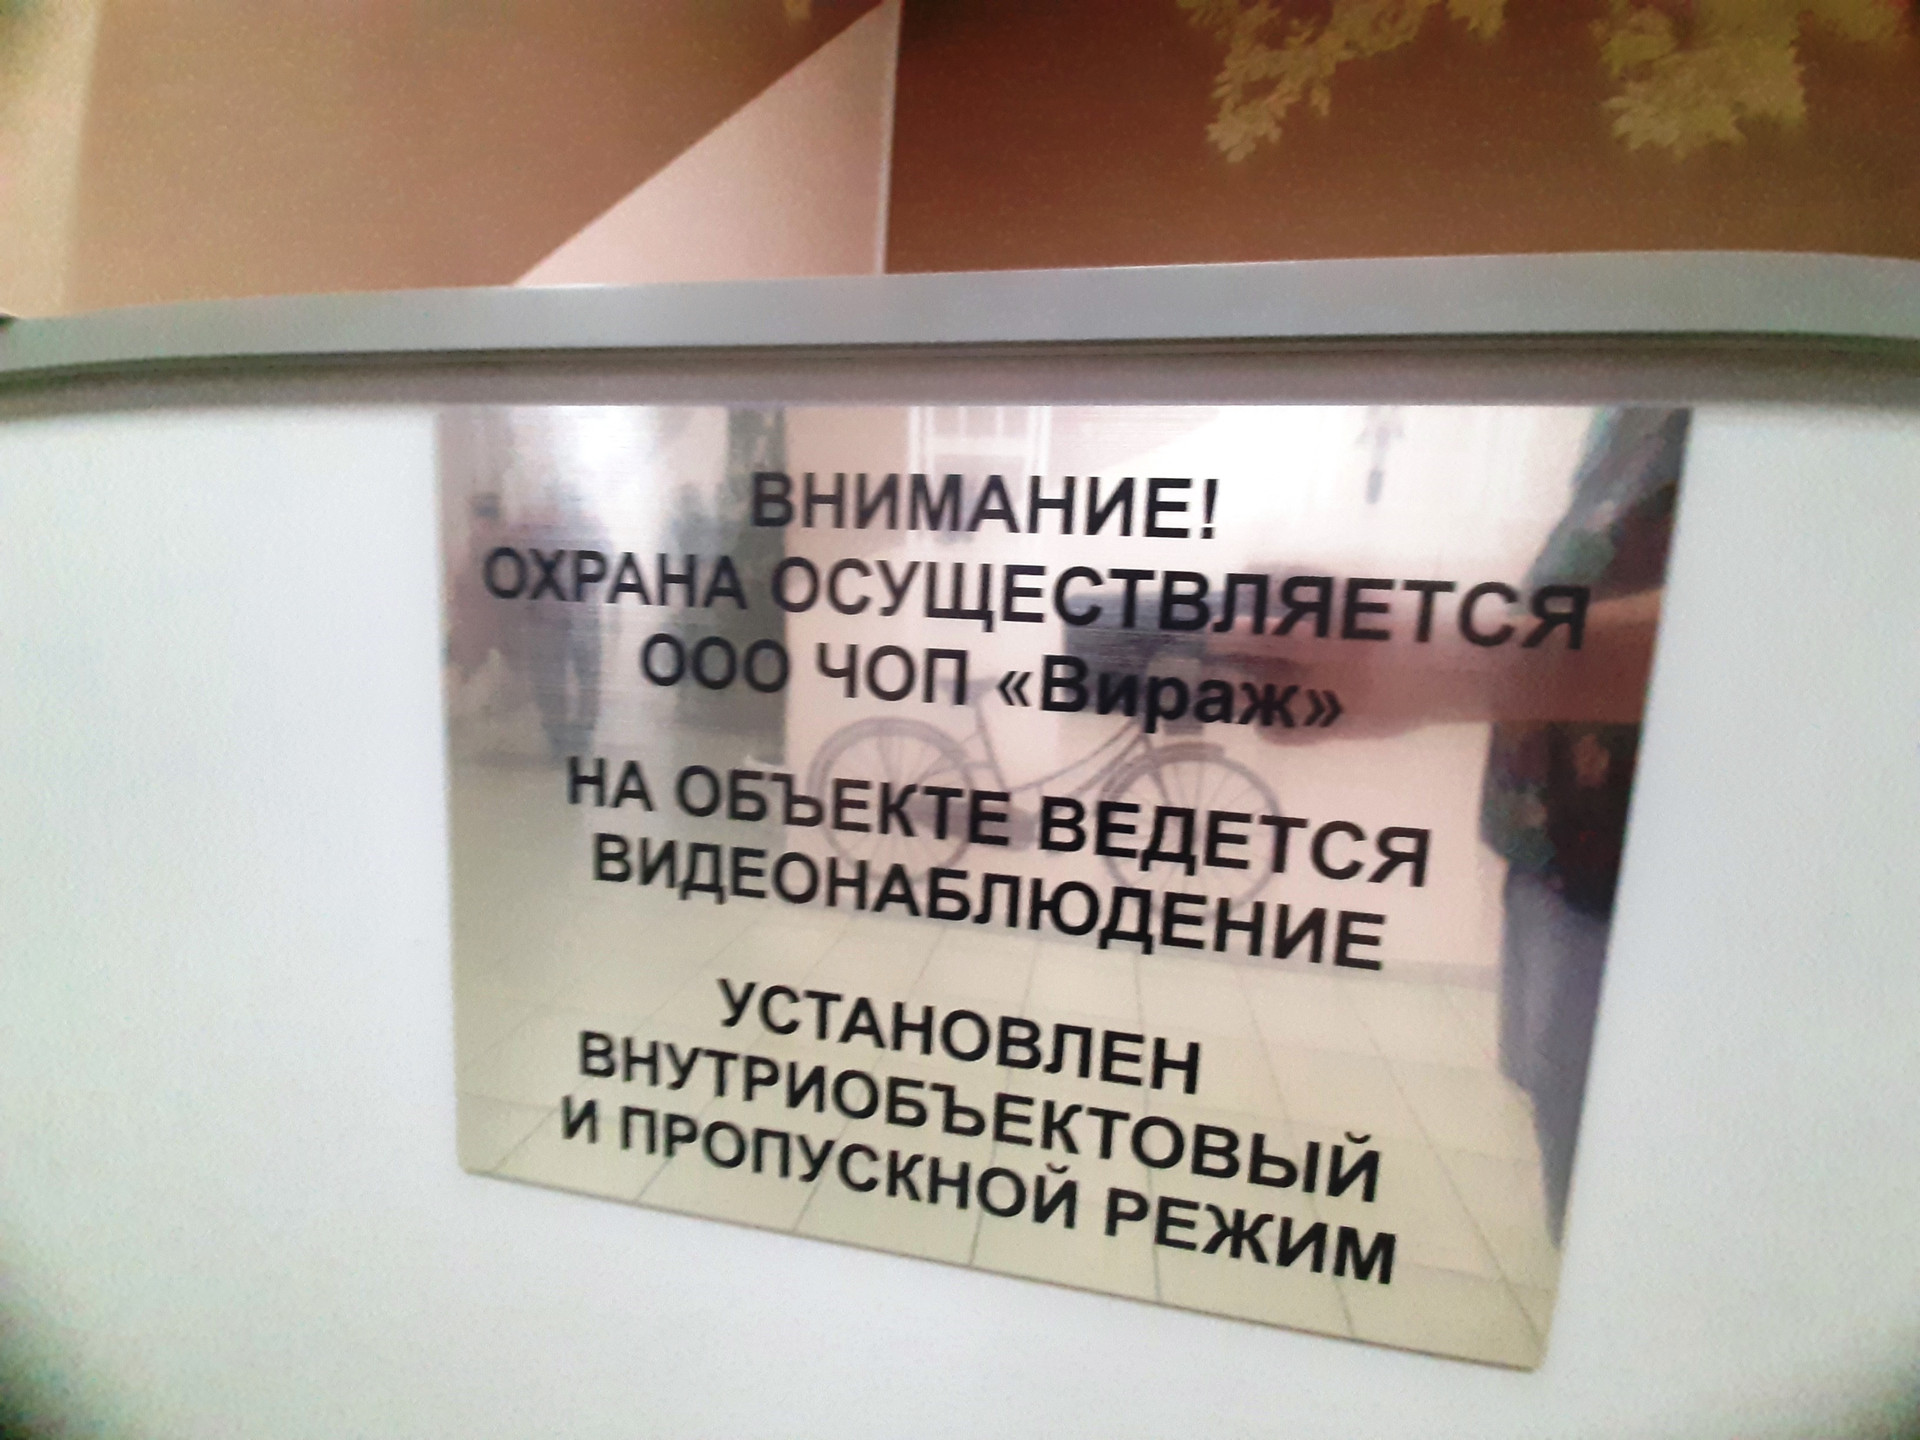 ВНИМАНИЕ!
ОХРАНА ОСУЩЕСТВЛЯЕТСЯ
ООО ЧОП «Вираж»
НА ОБЪЕКТЕ ВЕДЕТСЯ
ВИДЕОНАБЛЮДЕНИЕ
УСТАНОВЛЕН
ВНУТРИОБЪЕКТОВЫЙ
И ПРОПУСКНОЙ РЕЖИМ